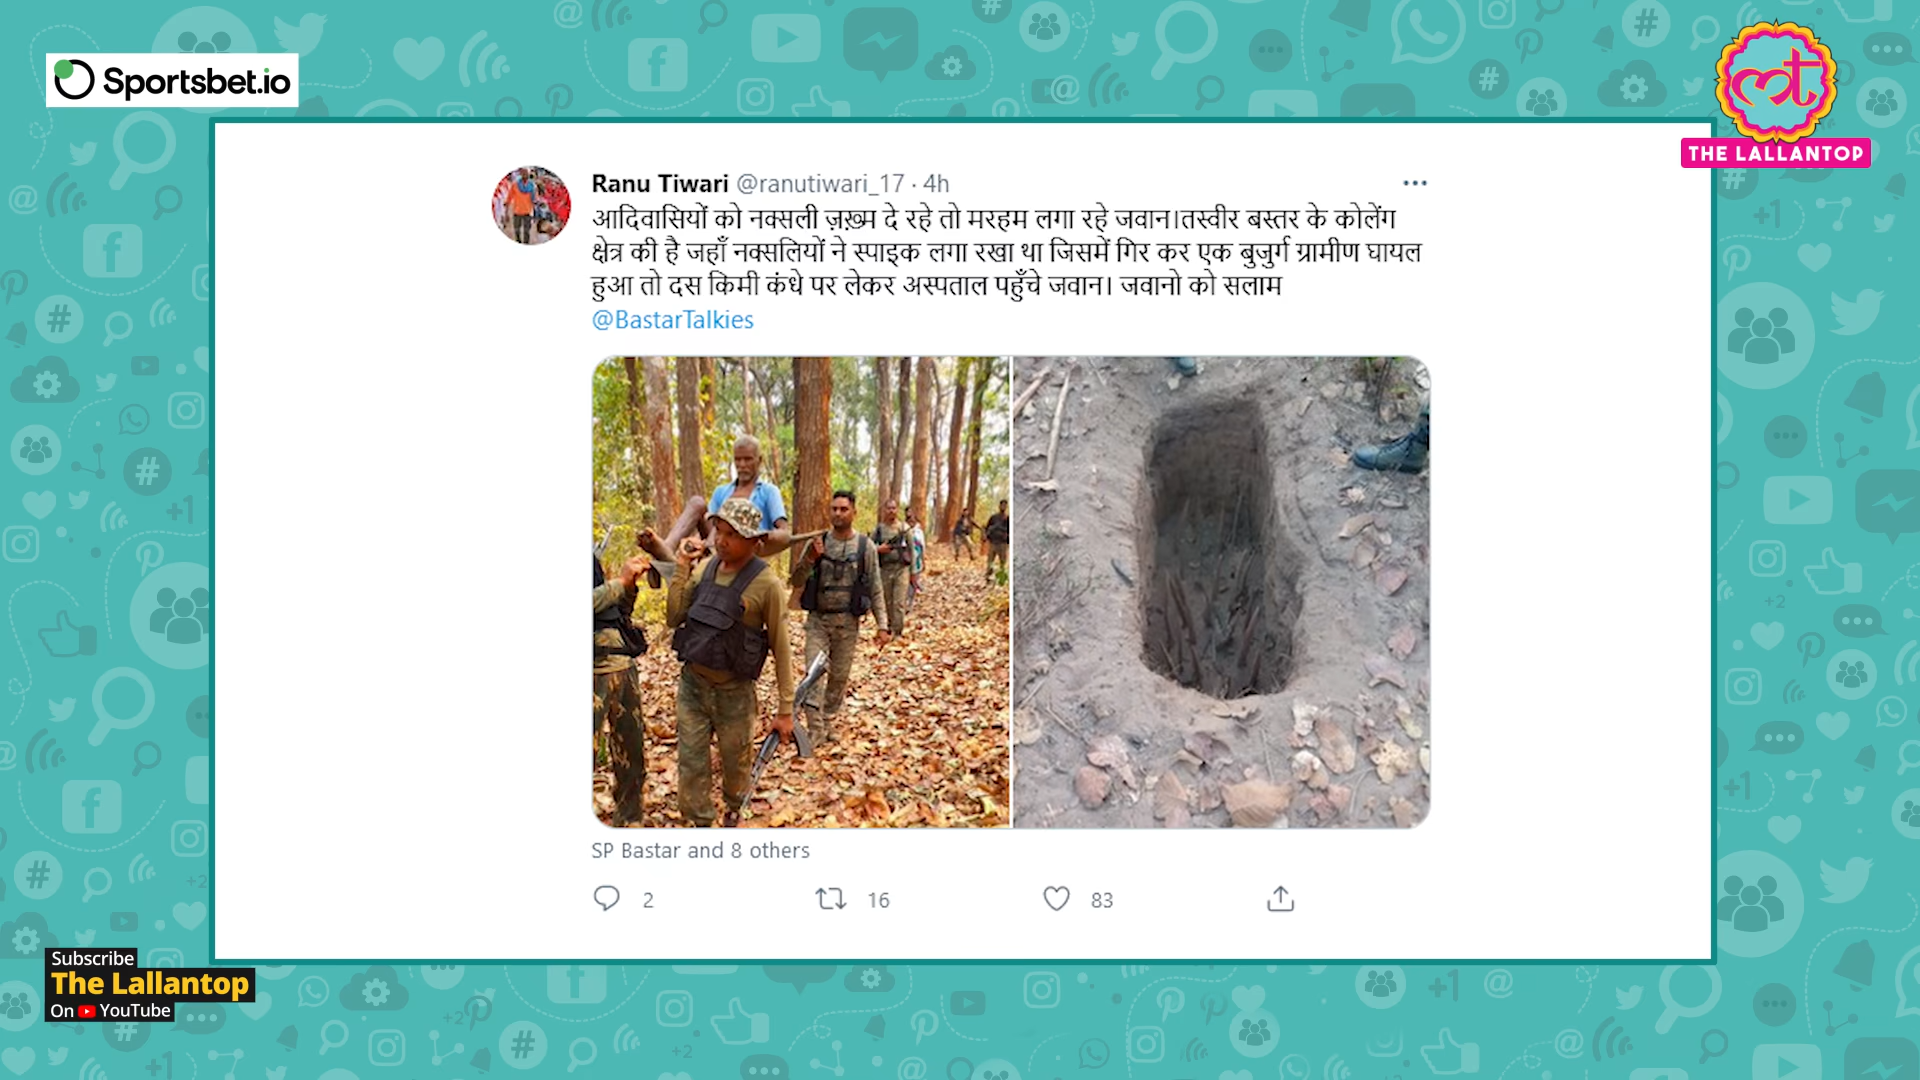 Sportsbet.io
THE LALLANTOP
Ranu Tiwari @ranutiwari_17 · 4h
आदिवासियों को नक्सली ज़ख़्म दे रहे तो मरहम लगा रहे जवान।तस्वीर बस्तर के कोलेंग
क्षेत्र की है जहाँ नक्सलियों ने स्पाइक लगा रखा था जिसमें गिर कर एक बुजुर्ग ग्रामीण घायल
हुआ तो दस किमी कंधे पर लेकर अस्पताल पहुँचे जवान। जवानो को सलाम
@BastarTalkies
SP Bastar and 8 others
2 16 83
Subscribe
The Lallantop
On YouTube